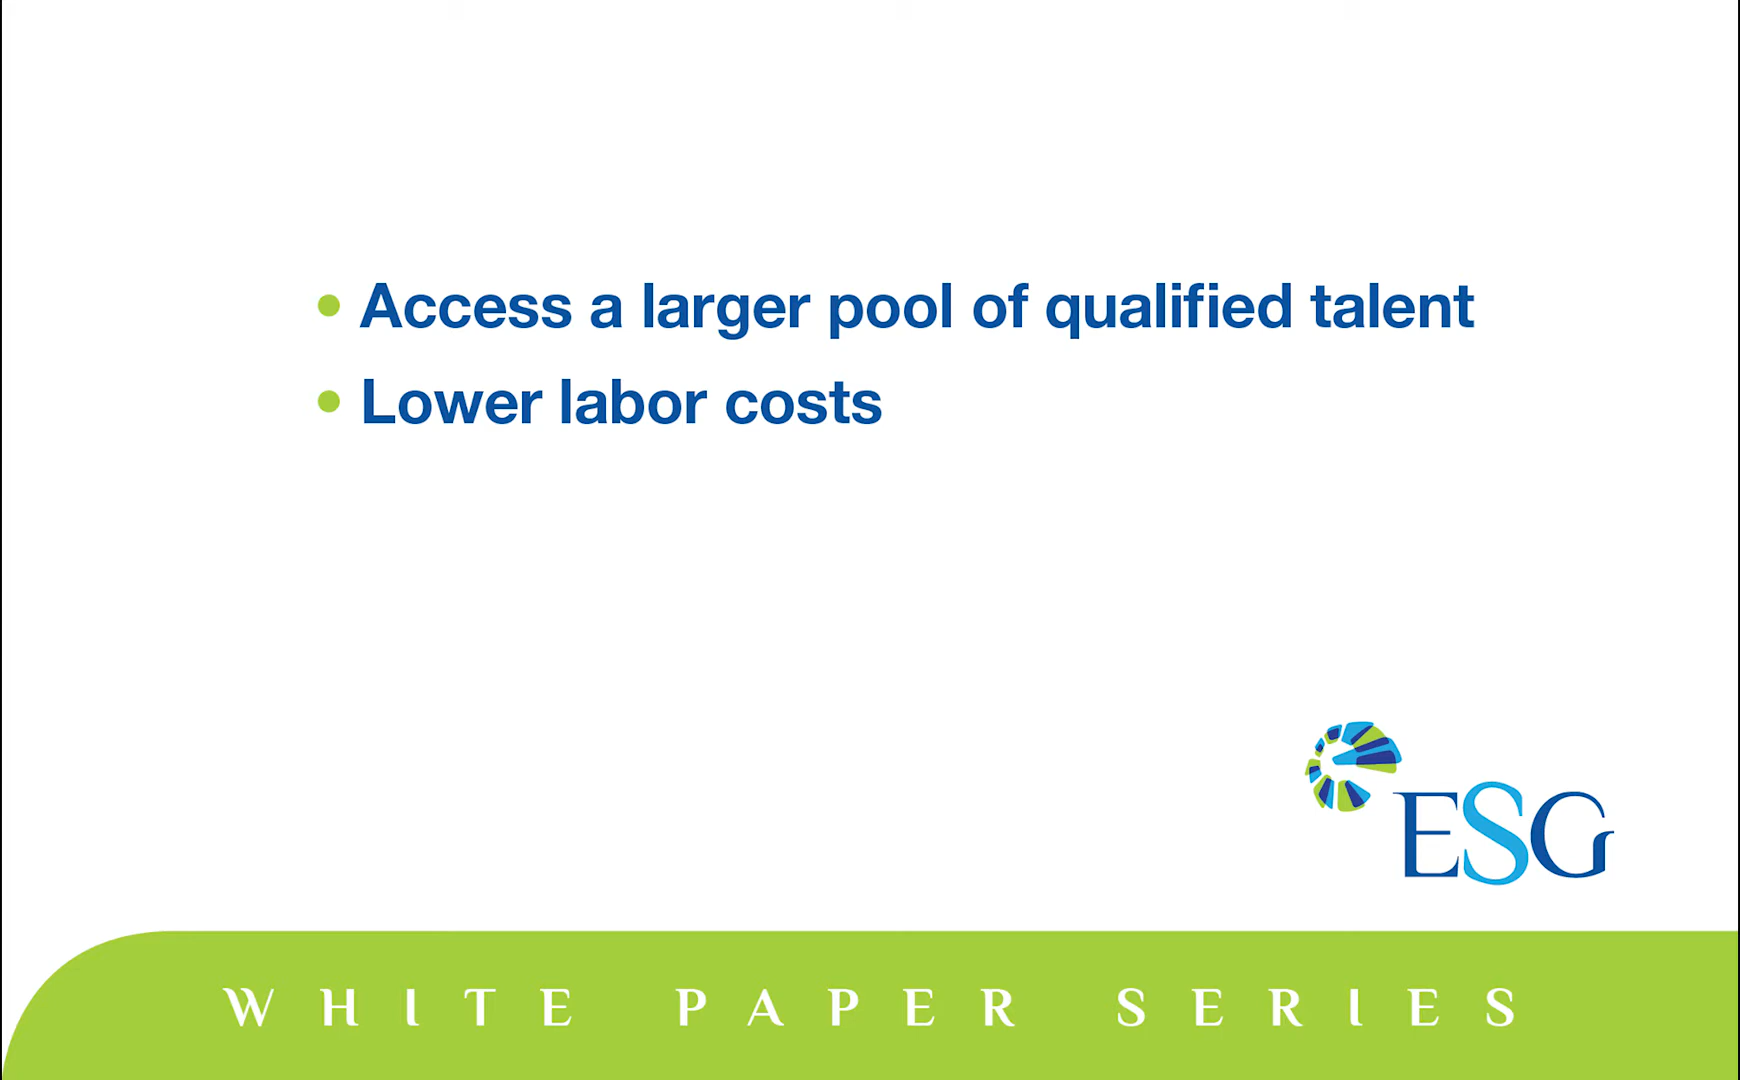 • Access a larger pool of qualified talent
• Lower labor costs
ESG
WHITE PAPER SERIES